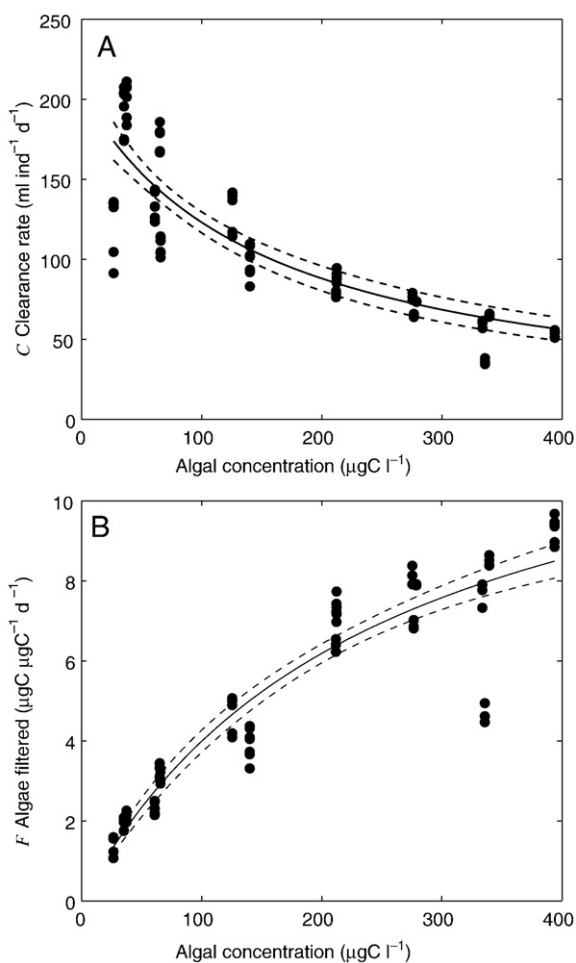 A
C Clearance rate (ml ind⁻¹ d⁻¹)
250
200
150
100
50
0
0 100 200 300 400
Algal concentration (μgC l⁻¹)
B
F Algae filtered (μgC μgC⁻¹ d⁻¹)
10
8
6
4
2
0
0 100 200 300 400
Algal concentration (μgC l⁻¹)